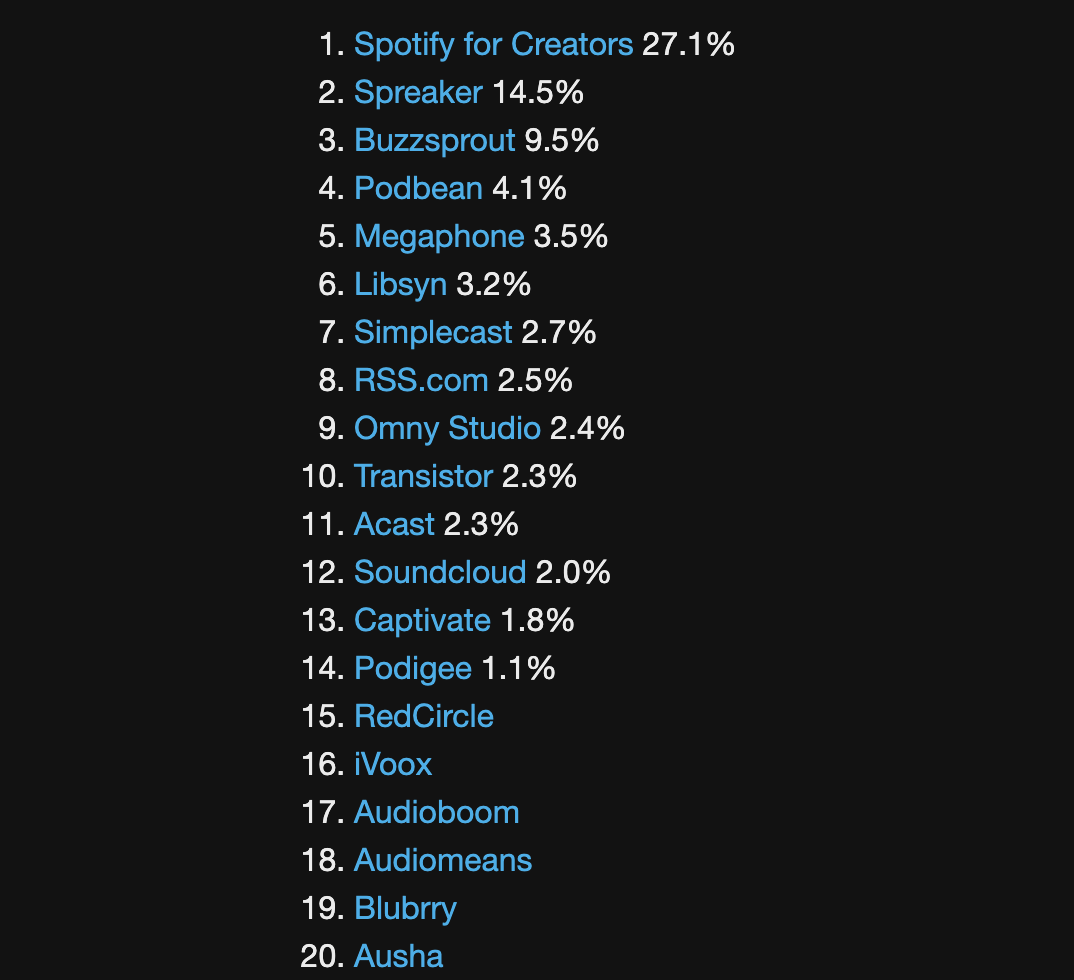 1. Spotify for Creators 27.1%
2. Spreaker 14.5%
3. Buzzsprout 9.5%
4. Podbean 4.1%
5. Megaphone 3.5%
6. Libsyn 3.2%
7. Simplecast 2.7%
8. RSS.com 2.5%
9. Omny Studio 2.4%
10. Transistor 2.3%
11. Acast 2.3%
12. Soundcloud 2.0%
13. Captivate 1.8%
14. Podigee 1.1%
15. RedCircle
16. iVoox
17. Audioboom
18. Audiomeans
19. Blubrry
20. Ausha